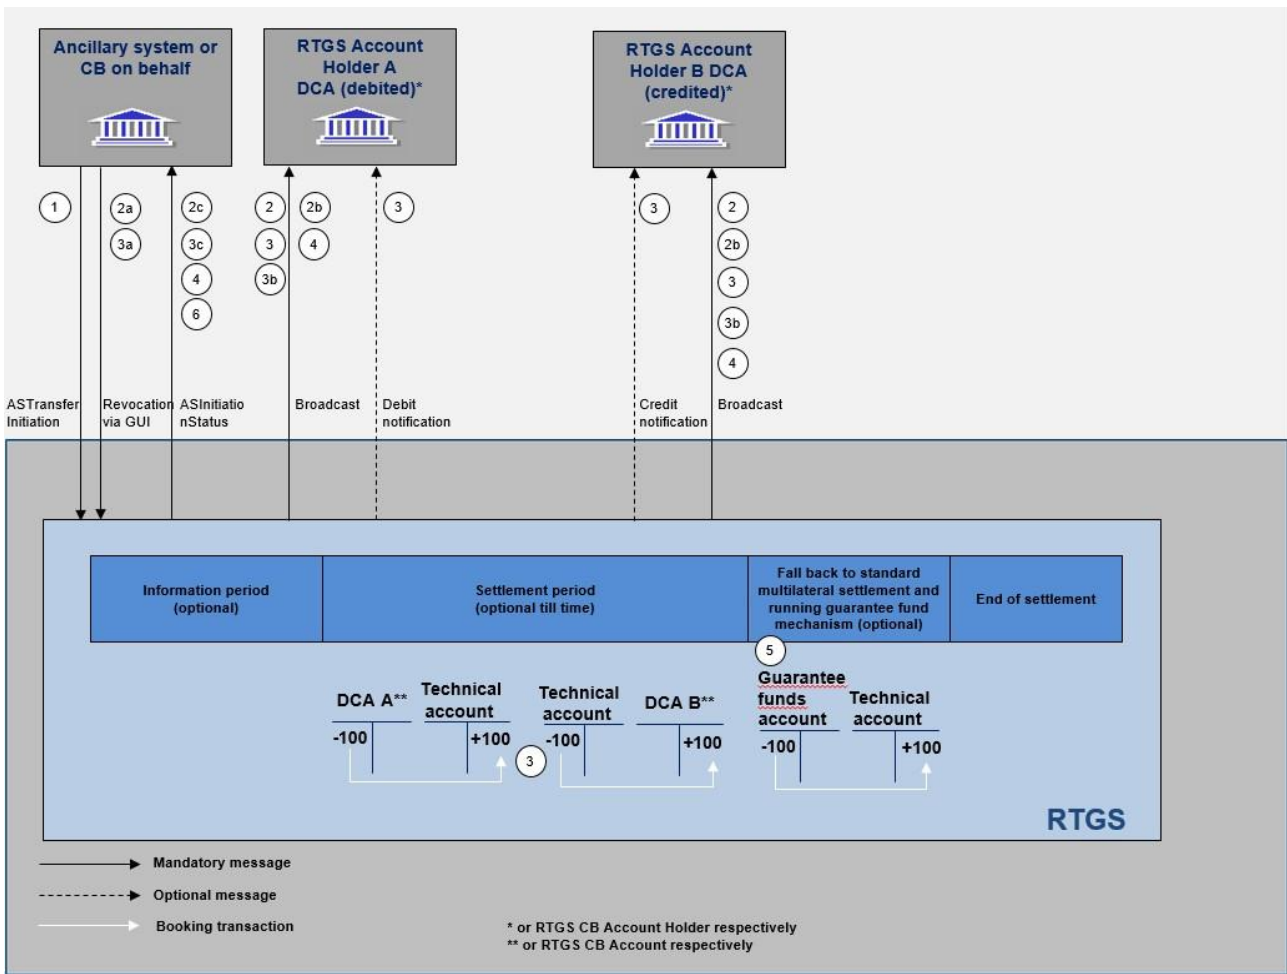 Ancillary system or
CB on behalf
RTGS Account
Holder A
DCA (debited)*
RTGS Account
Holder B DCA
(credited)*
1
2a
3a
2c
3c
4
6
2
3
3b
2b
4
3
3
2
2b
3
3b
4
ASTransfer
Initiation
Revocation
via GUI
ASInitiatio
nStatus
Broadcast
Debit
notification
Credit
notification
Broadcast
Information period
(optional)
Settlement period
(optional till time)
Fall back to standard
multilateral settlement and
running guarantee fund
mechanism (optional)
End of settlement
5
DCA A**
Technical
account
-100
+100
3
Technical
account
DCA B**
-100
+100
Guarantee
funds
account
Technical
account
-100
+100
RTGS
Mandatory message
Optional message
Booking transaction
* or RTGS CB Account Holder respectively
** or RTGS CB Account respectively